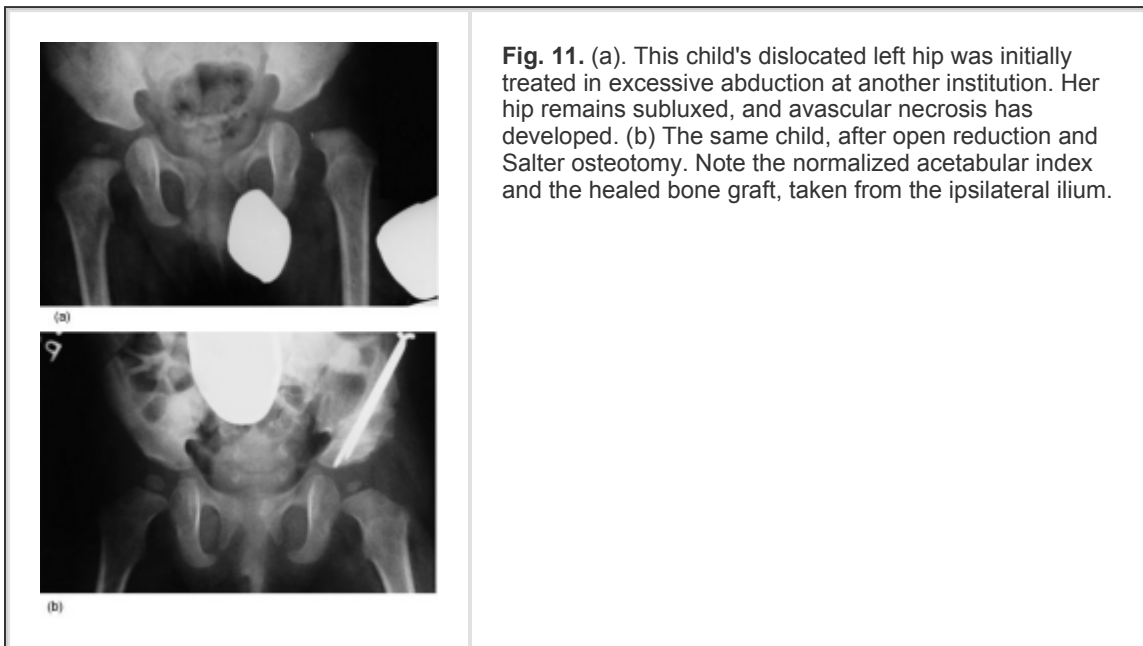 Fig. 11. (a). This child's dislocated left hip was initially
treated in excessive abduction at another institution. Her
hip remains subluxed, and avascular necrosis has
developed. (b) The same child, after open reduction and
Salter osteotomy. Note the normalized acetabular index
and the healed bone graft, taken from the ipsilateral ilium.
(a)
(b)